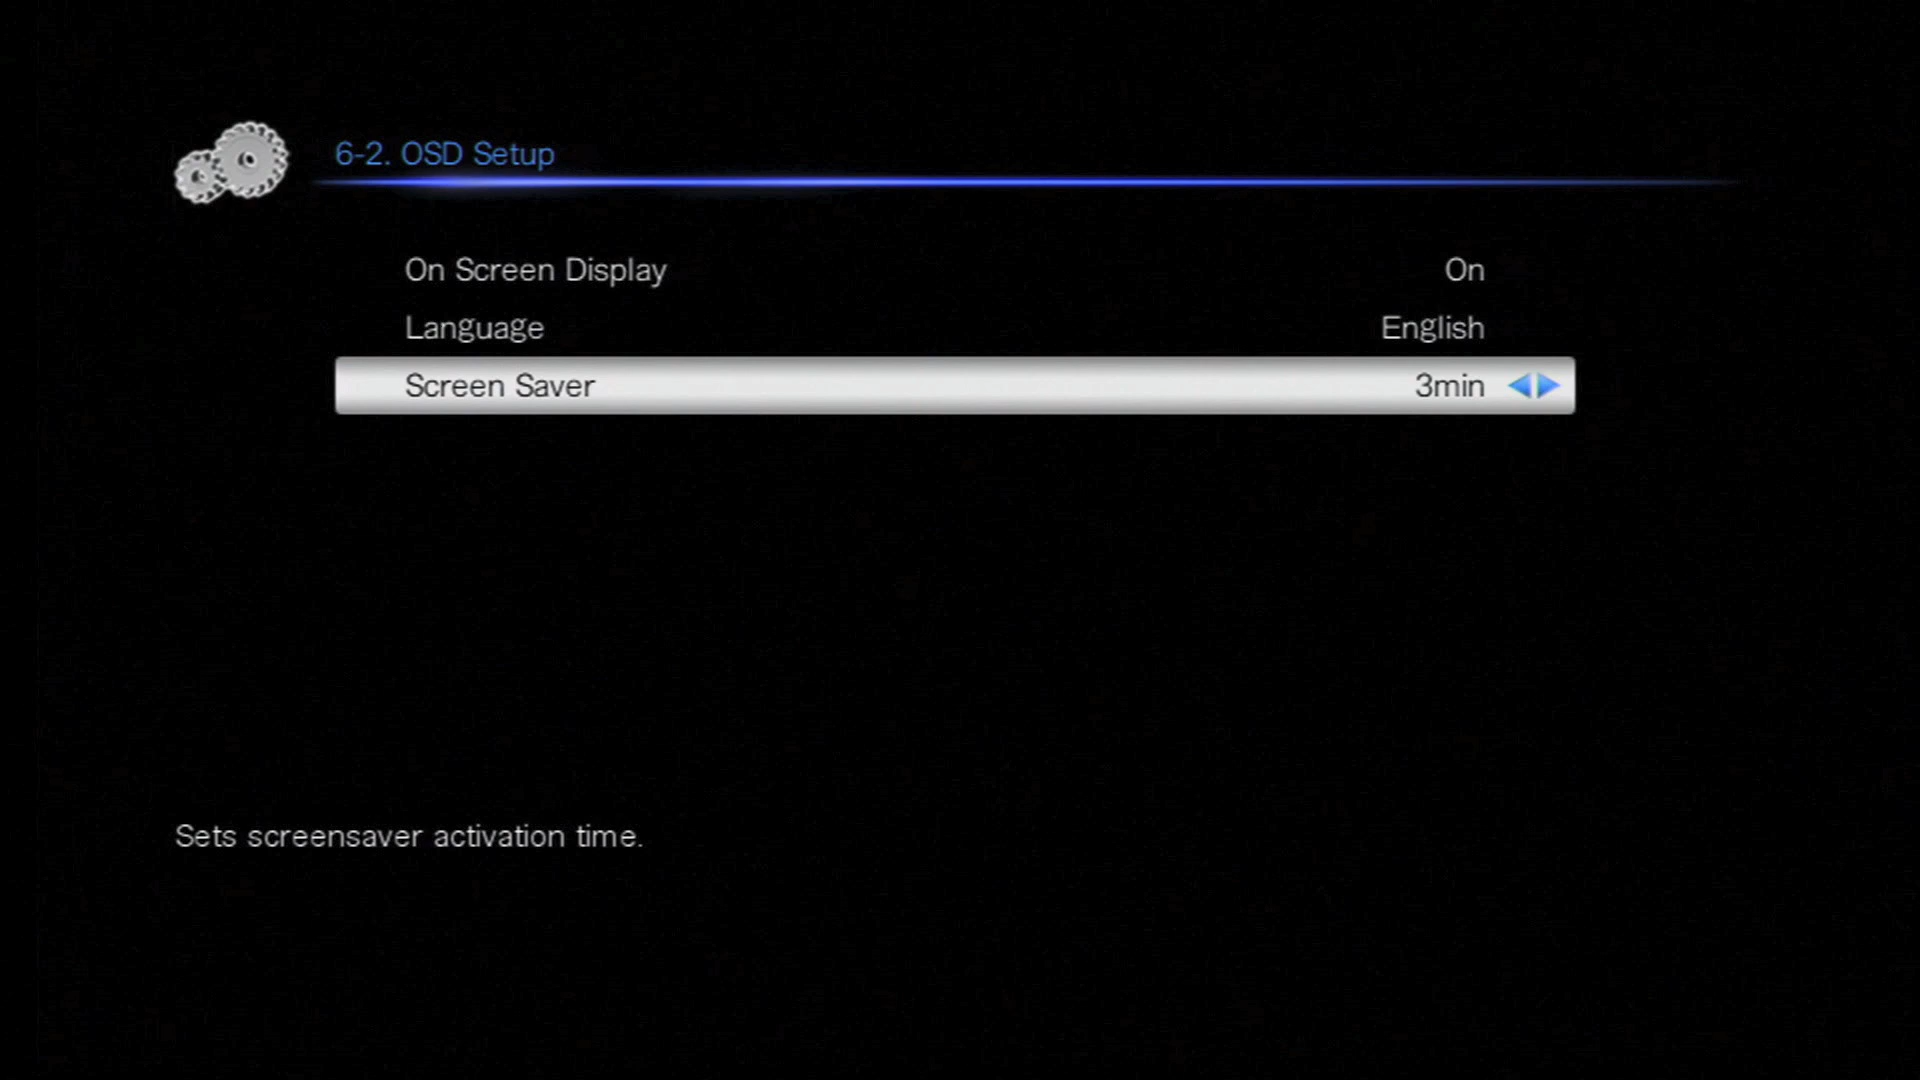 6-2. OSD Setup
On Screen Display On
Language English
Screen Saver 3min
Sets screensaver activation time.